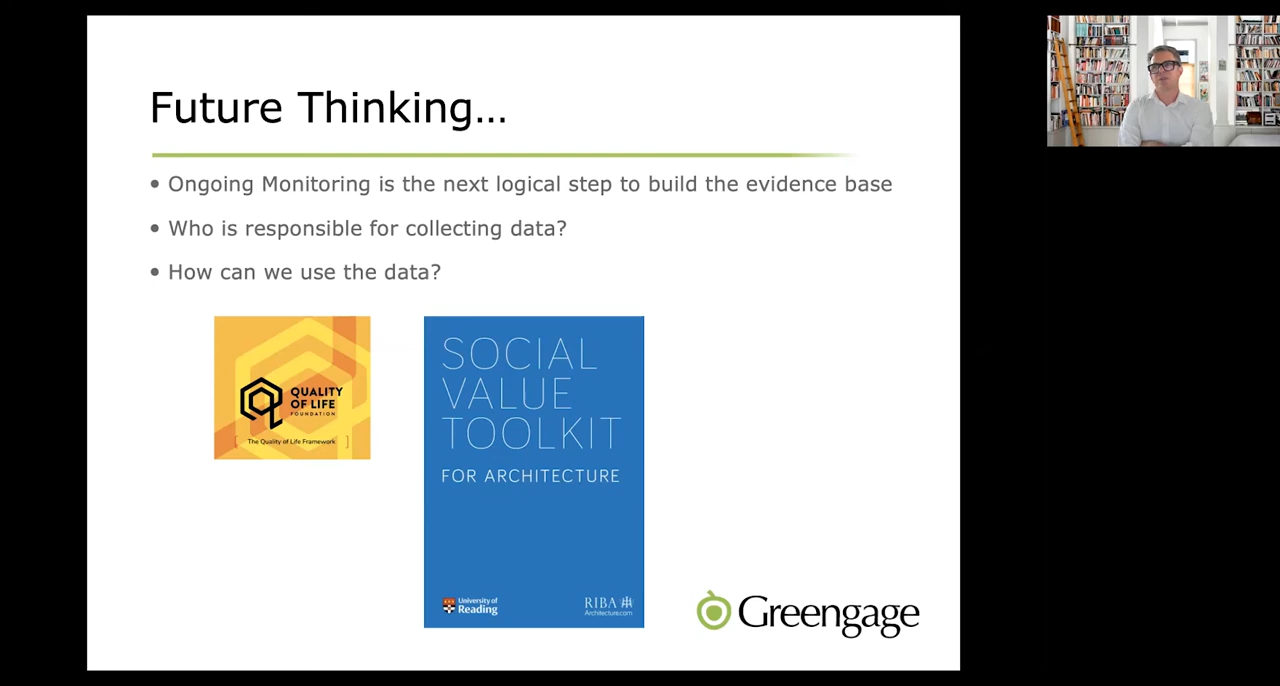 Future Thinking...
• Ongoing Monitoring is the next logical step to build the evidence base
• Who is responsible for collecting data?
• How can we use the data?
QUALITY
OF LIFE
FOUNDATION
[ The Quality of Life Framework ]
SOCIAL
VALUE
TOOLKIT
FOR ARCHITECTURE
University of
Reading
RIBA
Architecture.com
Greengage